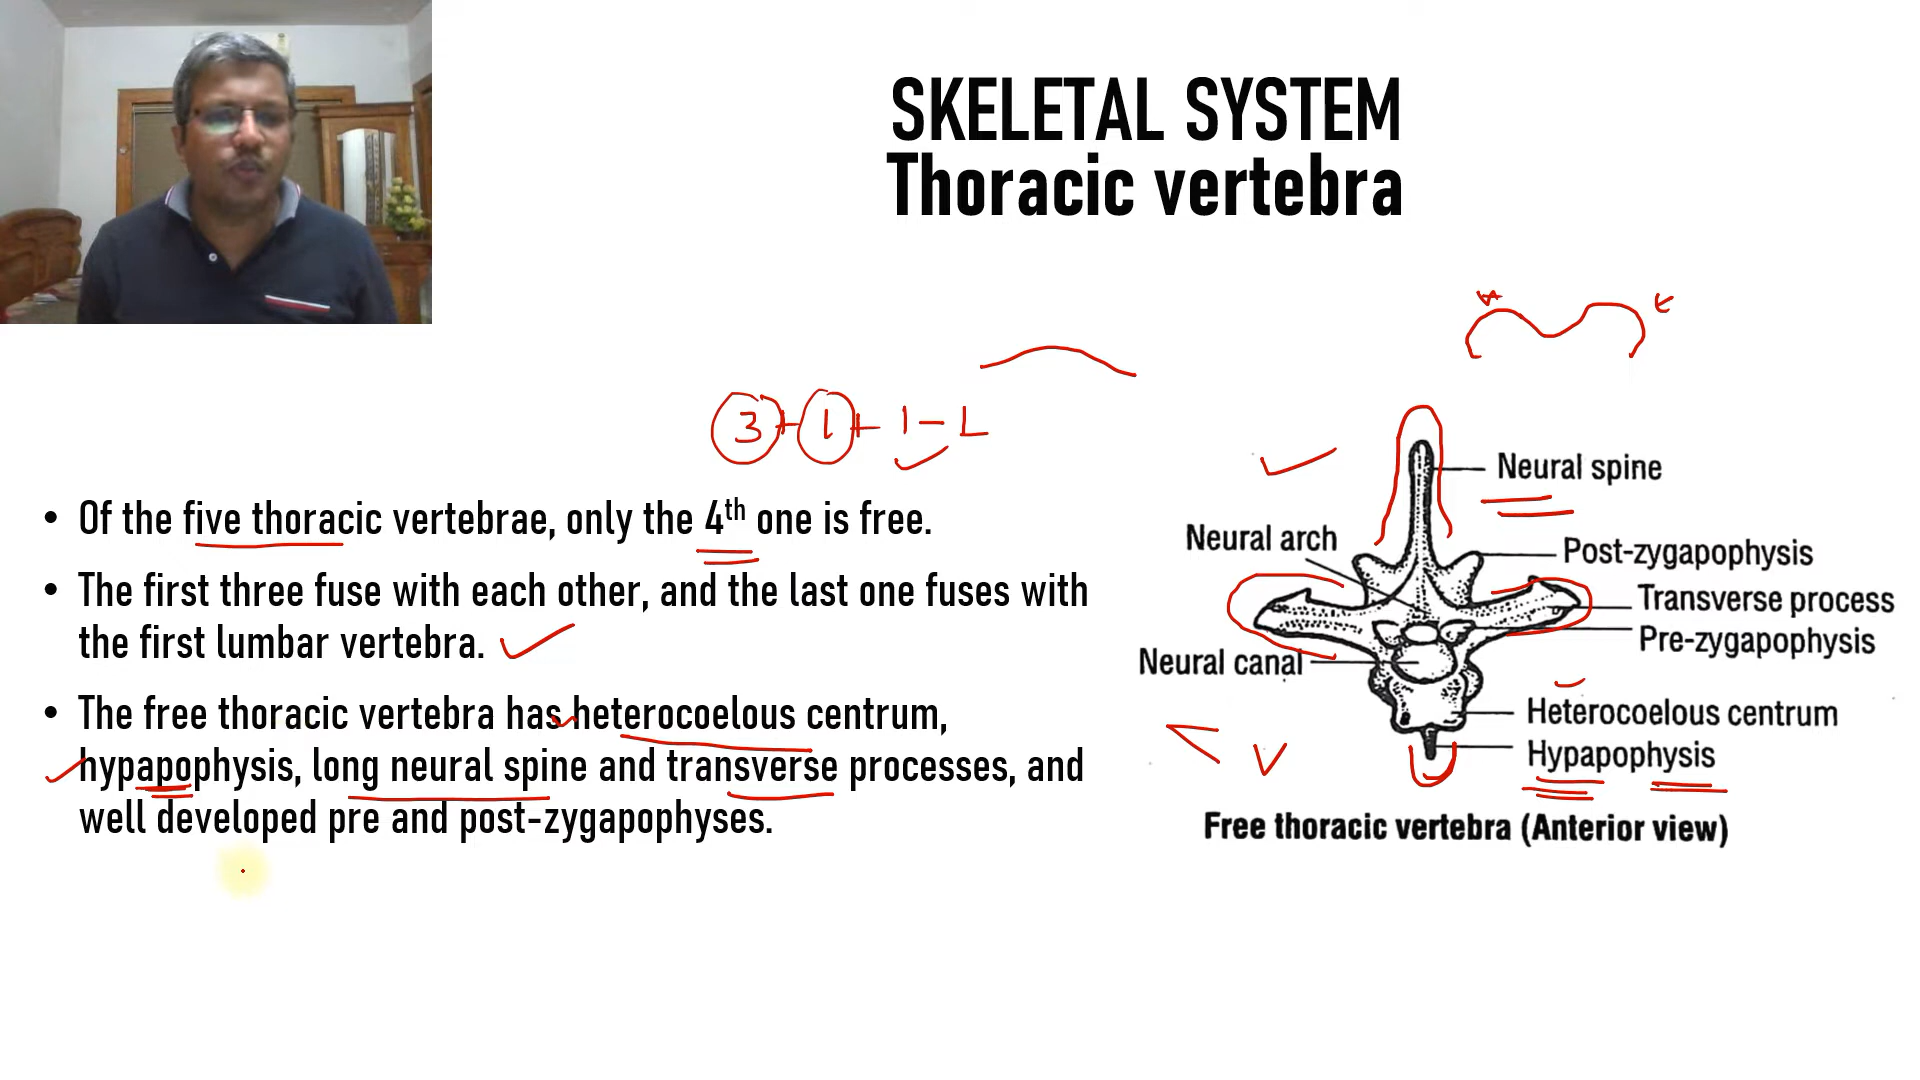 SKELETAL SYSTEM
Thoracic vertebra
3 + 1 + 1 – L
• Of the five thoracic vertebrae, only the 4th one is free.
• The first three fuse with each other, and the last one fuses with
the first lumbar vertebra.
• The free thoracic vertebra has heterocoelous centrum,
hypapophysis, long neural spine and transverse processes, and
well developed pre and post-zygapophyses.
Neural spine
Neural arch
Post-zygapophysis
Transverse process
Pre-zygapophysis
Neural canal
Heterocoelous centrum
Hypapophysis
Free thoracic vertebra (Anterior view)